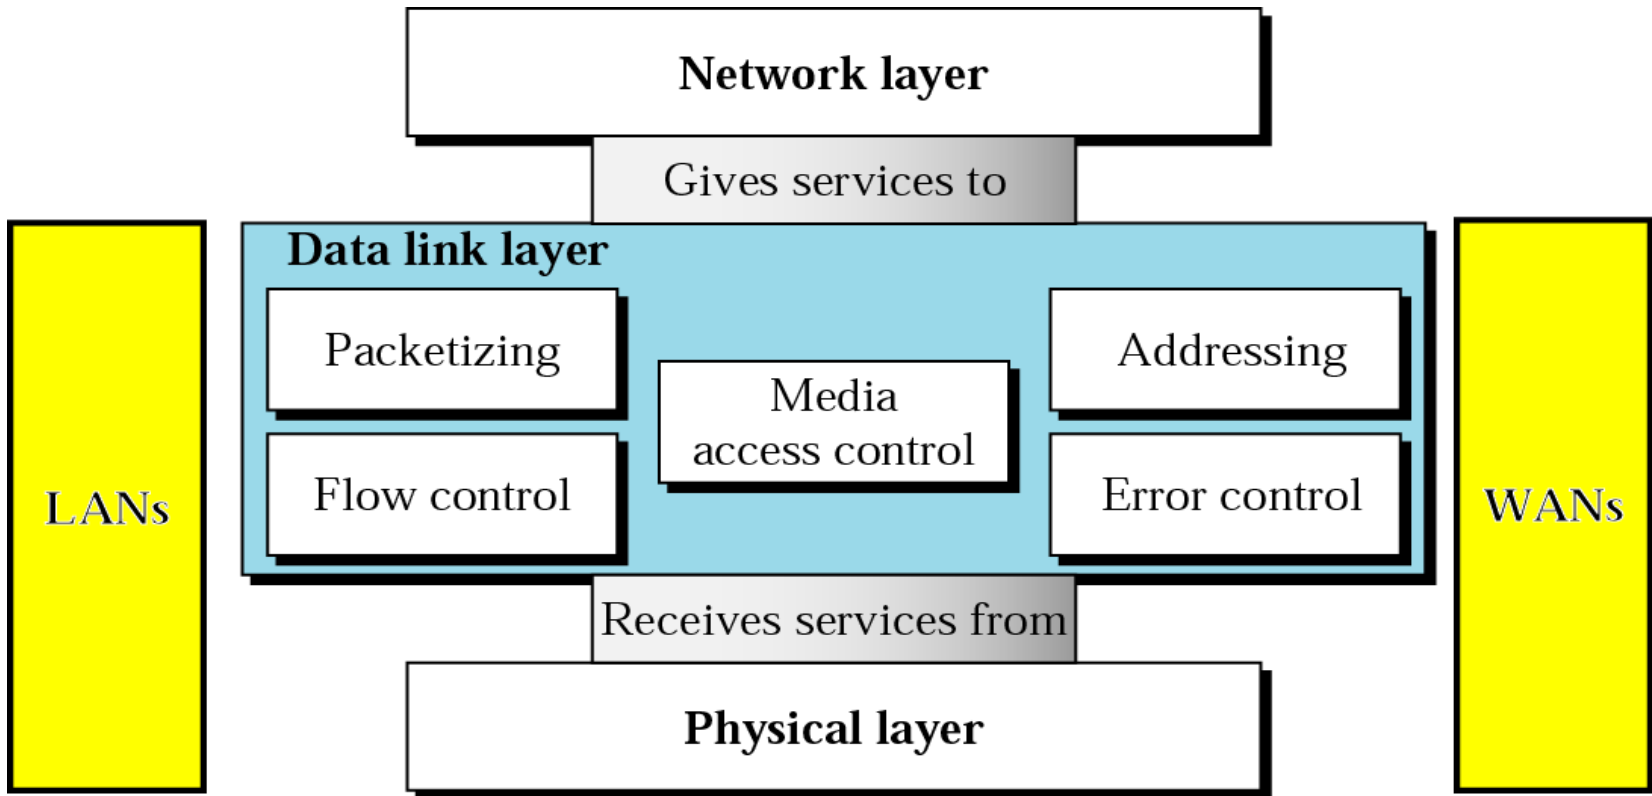 Network layer
Gives services to
Data link layer
Packetizing
Addressing
Media
access control
Flow control
Error control
LANs
WANs
Receives services from
Physical layer